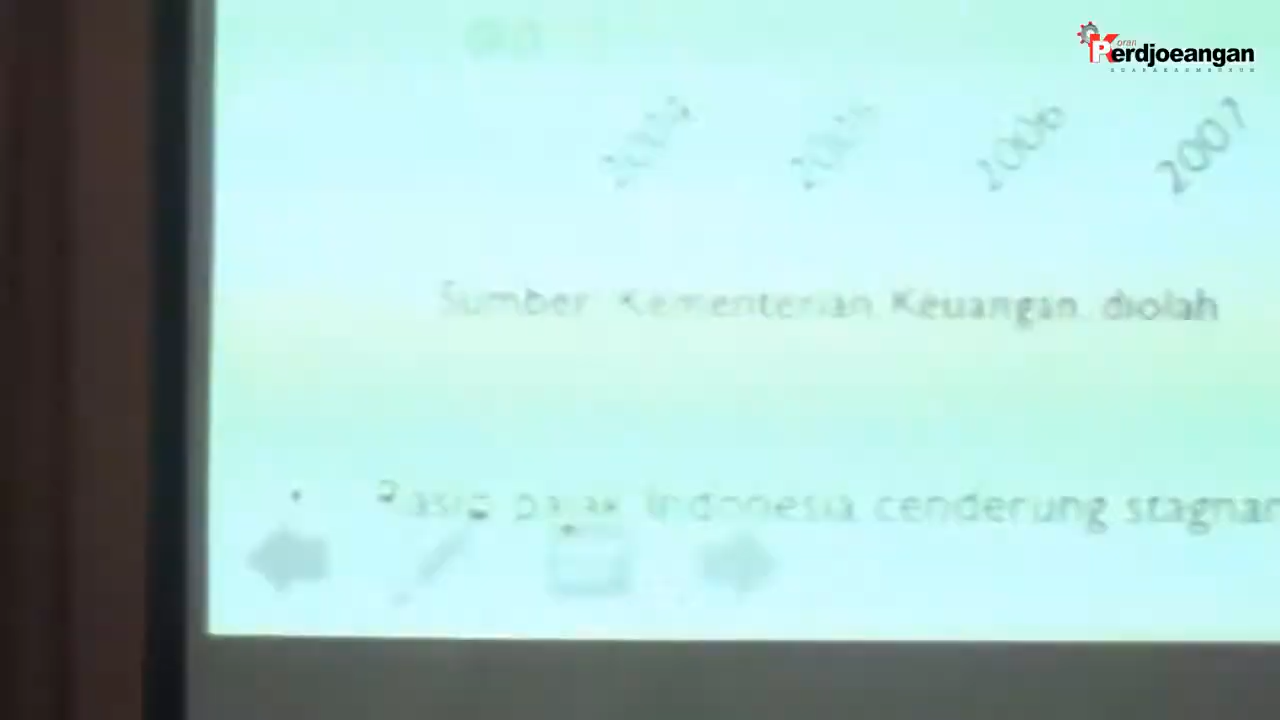 Koran Perdjoeangan
2006 2007
Sumber Kementerian Keuangan, diolah
• Rasio pajak Indonesia cenderung stagnan